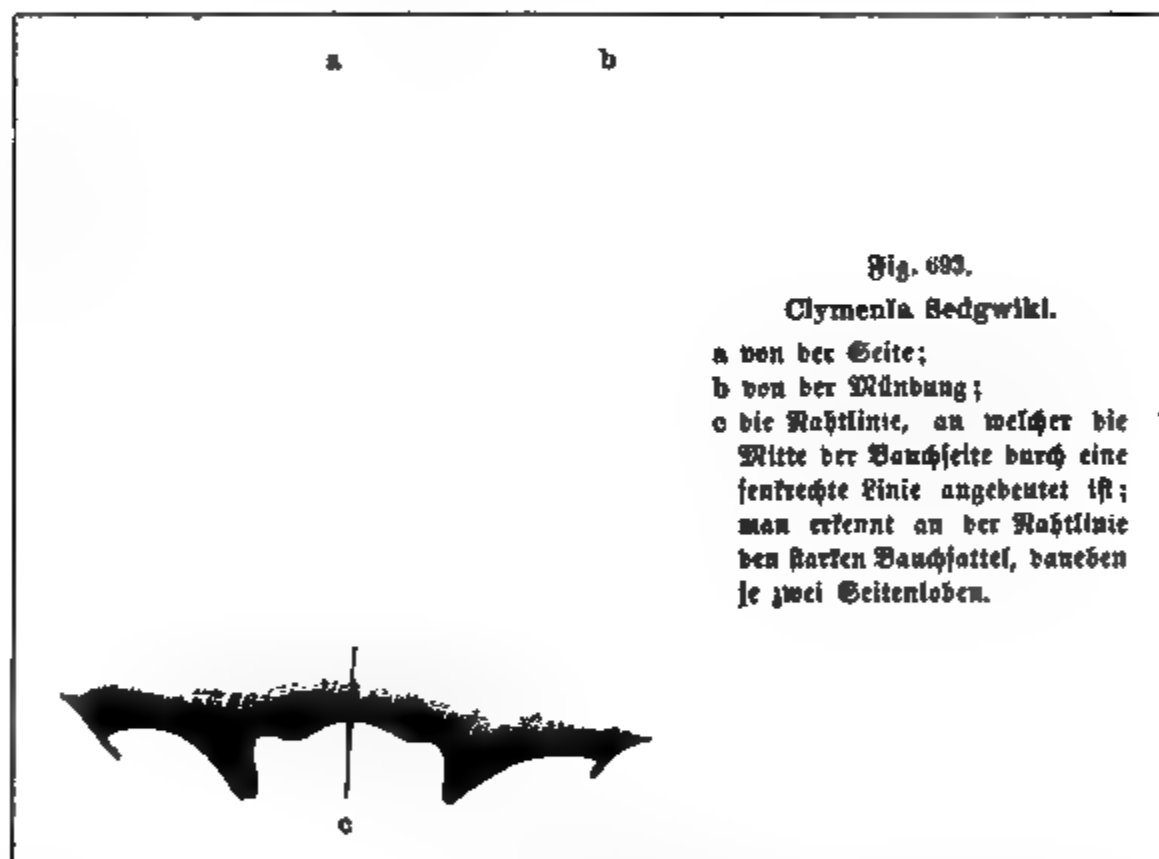 a b
Fig. 693.
Clymenia Sedgwiki.
a von der Seite;
b von der Mündung;
c die Nahtlinie, an welcher die
Mitte der Bauchseite durch eine
senkrechte Linie angedeutet ist;
man erkennt an der Nahtlinie
den starken Bauchsattel, daneben
je zwei Seitenloben.
c